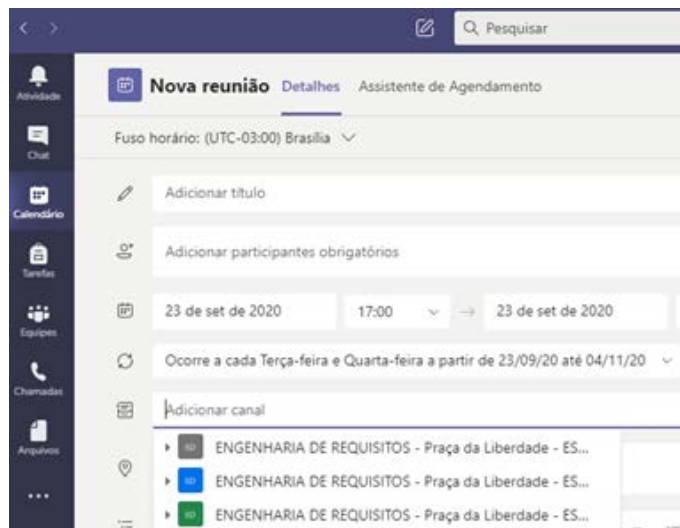 Pesquisar
Atividade
Chat
Calendário
Tarefas
Equipes
Chamadas
Arquivos
Nova reunião Detalhes Assistente de Agendamento
Fuso horário: (UTC-03:00) Brasília
Adicionar título
Adicionar participantes obrigatórios
23 de set de 2020 17:00 → 23 de set de 2020
Ocorre a cada Terça-feira e Quarta-feira a partir de 23/09/20 até 04/11/20
Adicionar canal
ENGENHARIA DE REQUISITOS - Praça da Liberdade - ES...
ENGENHARIA DE REQUISITOS - Praça da Liberdade - ES...
ENGENHARIA DE REQUISITOS - Praça da Liberdade - ES...